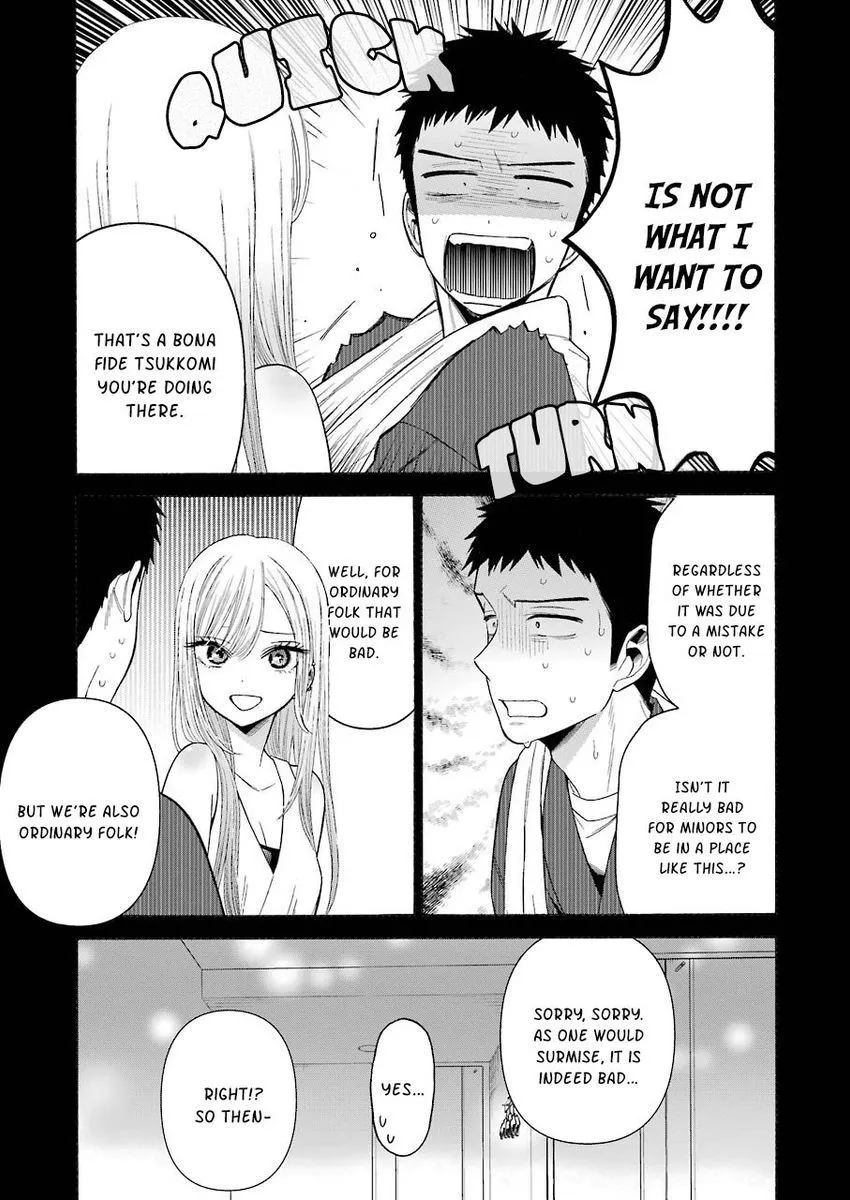 IS NOT
WHAT I
WANT TO
SAY!!!!
QUICK
THAT'S A BONA
FIDE TSUKKOMI
YOU'RE DOING
THERE.
TURN
REGARDLESS
OF WHETHER
IT WAS DUE
TO A MISTAKE
OR NOT.
ISN'T IT
REALLY BAD
FOR MINORS TO
BE IN A PLACE
LIKE THIS...?
WELL, FOR
ORDINARY
FOLK THAT
WOULD BE
BAD.
BUT WE'RE ALSO
ORDINARY FOLK!
SORRY, SORRY.
AS ONE WOULD
SURMISE, IT IS
INDEED BAD...
YES...
RIGHT!?
SO THEN-